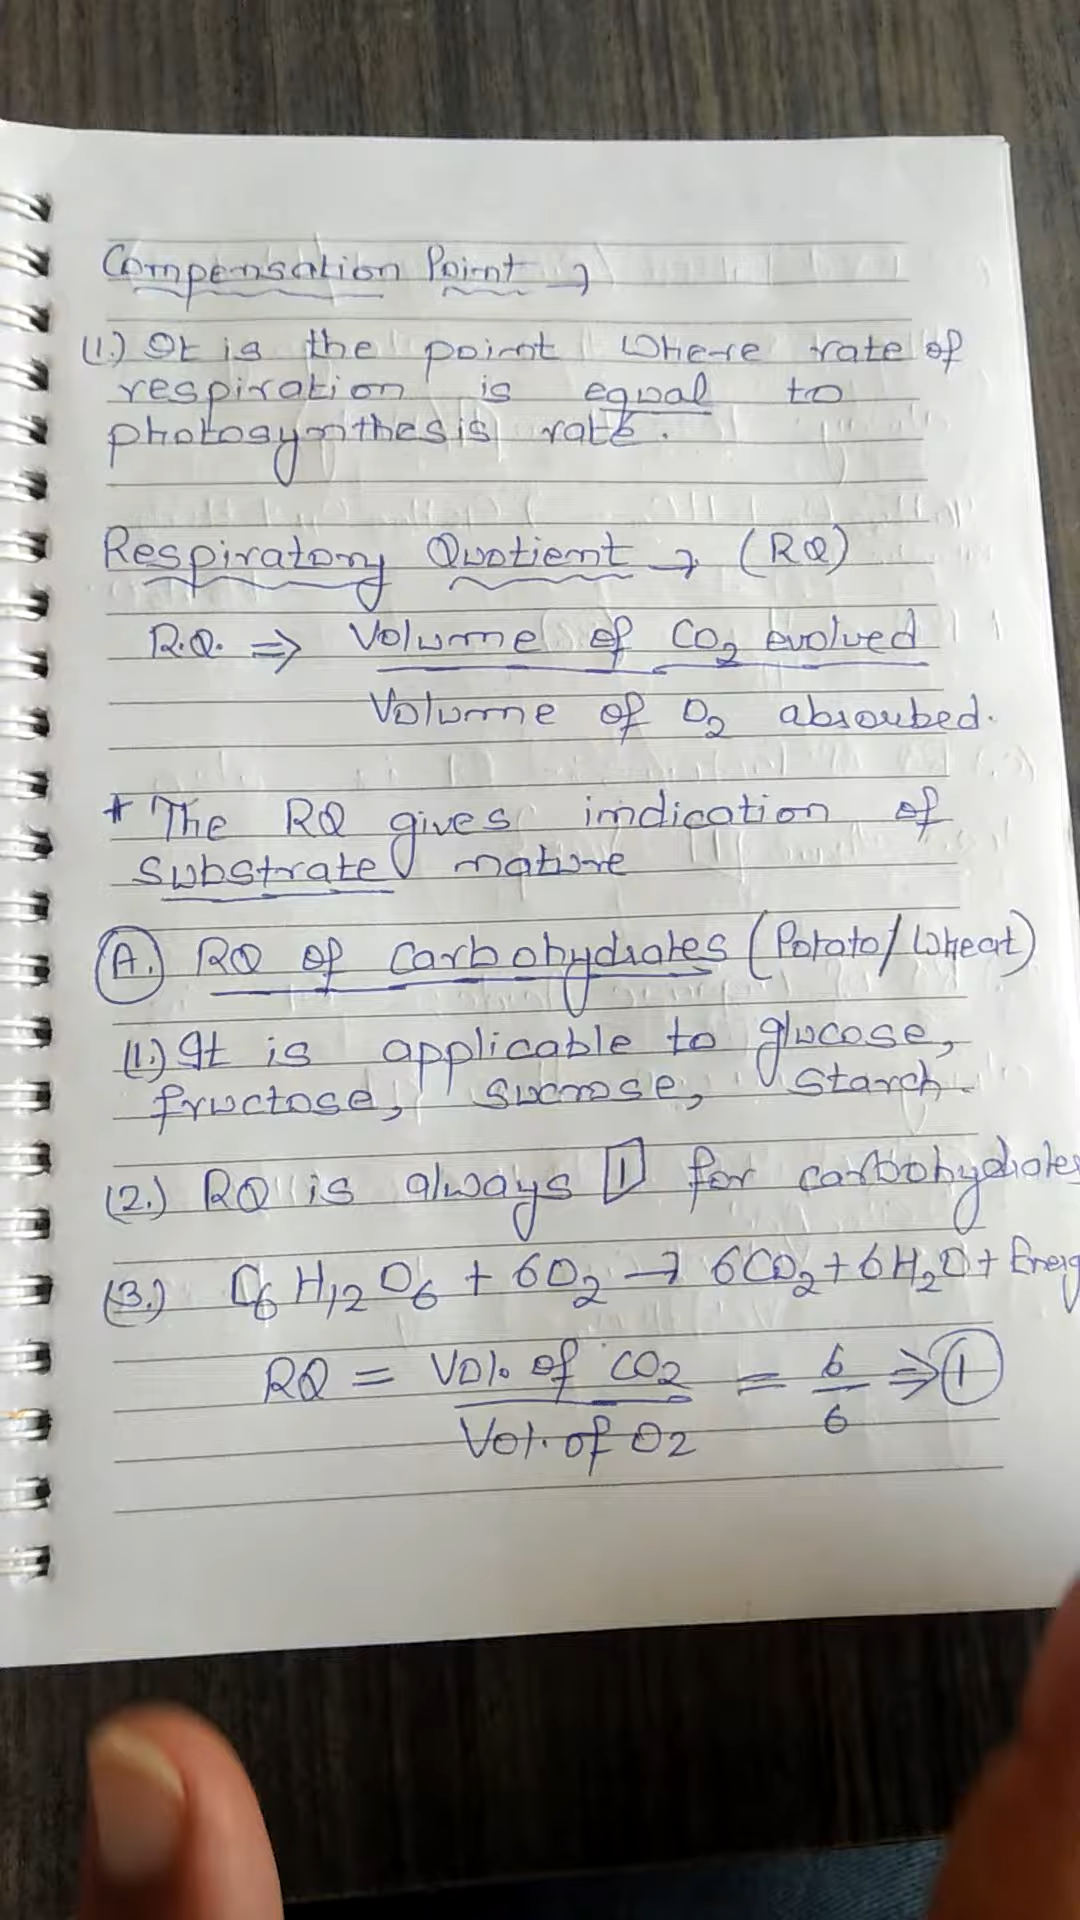 Compensation Point →
(1.) It is the point where rate of
respiration is equal to
photosynthesis rate.
Respiratory Quotient → (RQ)
R.Q. ⇒ Volume of CO₂ evolved
Volume of O₂ absorbed.
* The RQ gives indication of
substrate nature
(A.) RQ of carbohydrates (Potato/Wheat)
(1.) It is applicable to glucose,
fructose, sucrose, starch.
(2.) RQ is always 1 for carbohydrates
(3.) C₆H₁₂O₆ + 6O₂ → 6CO₂ + 6H₂O + Energ
RQ = Vol. of CO₂ = 6 ⇒ 1
Vol. of O₂ 6